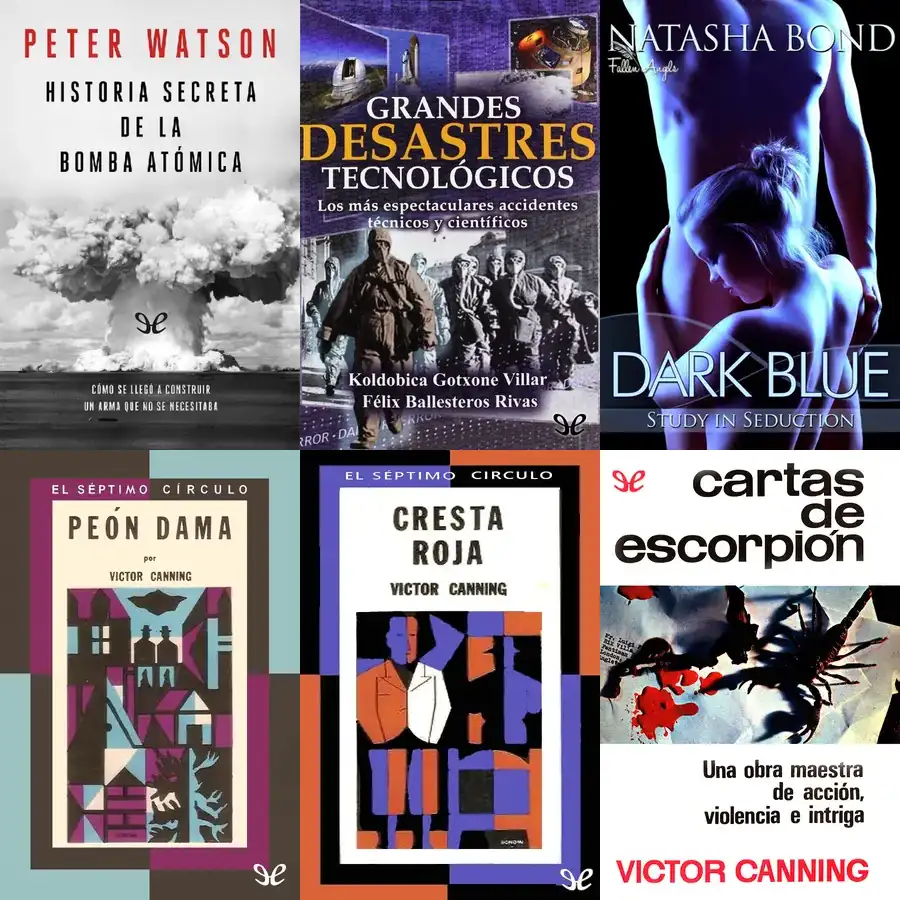 PETER WATSON
HISTORIA SECRETA
DE LA
BOMBA ATÓMICA
CÓMO SE LLEGÓ A CONSTRUIR
UN ARMA QUE NO SE NECESITABA
GRANDES
DESASTRES
TECNOLÓGICOS
Los más espectaculares accidentes
técnicos y científicos
Koldobica Gotxone Villar
Félix Ballesteros Rivas
NATASHA BOND
Fallen Angels
DARK BLUE
STUDY IN SEDUCTION
EL SÉPTIMO CÍRCULO
PEÓN DAMA
por
VICTOR CANNING
EL SÉPTIMO CIRCULO
CRESTA
ROJA
VICTOR CANNING
cartas
de
escorpión
Una obra maestra
de acción,
violencia e intriga
VICTOR CANNING